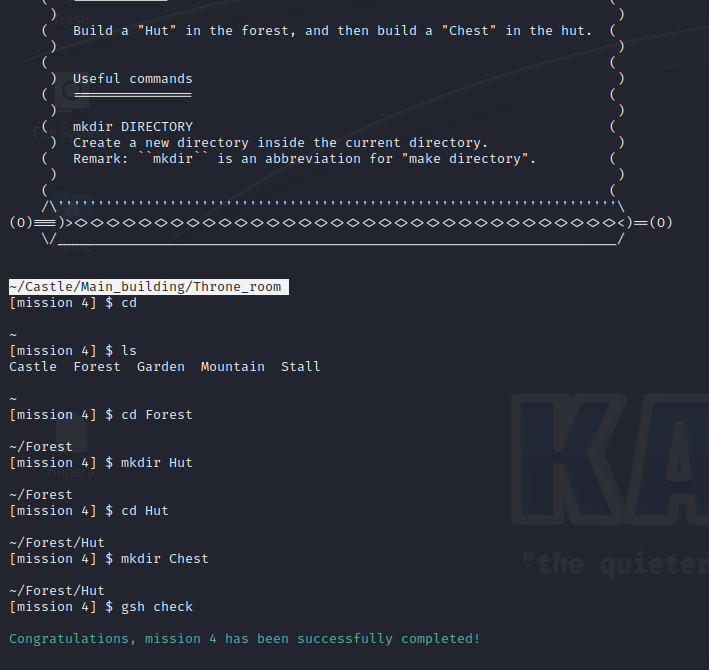 (                                                                      (
 )                                                                      )
(   Build a "Hut" in the forest, and then build a "Chest" in the hut.  (
 )                                                                      )
(                                                                      (
 )  Useful commands                                                     )
(   ===============                                                    (
 )                                                                      )
(   mkdir DIRECTORY                                                    (
 )  Create a new directory inside the current directory.                )
(   Remark: ``mkdir`` is an abbreviation for "make directory".         (
 )                                                                      )
(                                                                      (
/\''''''''''''''''''''''''''''''''''''''''''''''''''''''''''''''''''''''\
(O)===)><><><><><><><><><><><><><><><><><><><><><><><><><><><><><><><><><><><)==(O)
\/______________________________________________________________________/
~/Castle/Main_building/Throne_room
[mission 4] $ cd
~
[mission 4] $ ls
Castle  Forest  Garden  Mountain  Stall
~
[mission 4] $ cd Forest
~/Forest
[mission 4] $ mkdir Hut
~/Forest
[mission 4] $ cd Hut
~/Forest/Hut
[mission 4] $ mkdir Chest
~/Forest/Hut
[mission 4] $ gsh check
Congratulations, mission 4 has been successfully completed!
KA
"the quieter